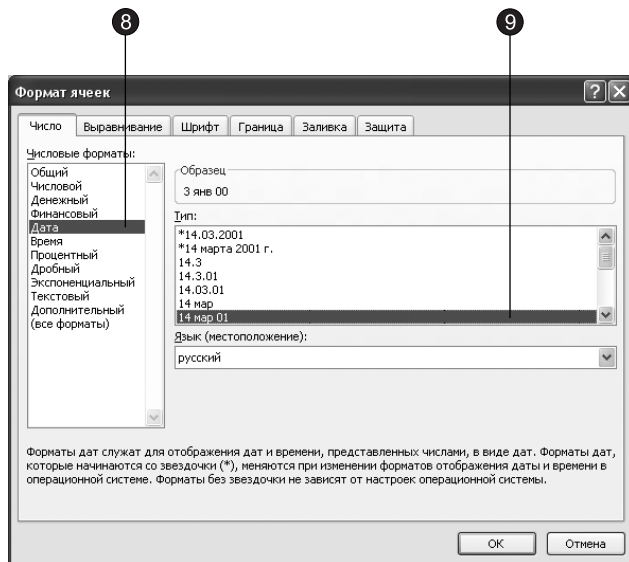 8 9
Формат ячеек
Число Выравнивание Шрифт Граница Заливка Защита
Числовые форматы:
Общий
Числовой
Денежный
Финансовый
Дата
Время
Процентный
Дробный
Экспоненциальный
Текстовый
Дополнительный
(все форматы)
Образец
3 янв 00
Тип:
*14.03.2001
*14 марта 2001 г.
14.3
14.3.01
14.03.01
14 мар
14 мар 01
Язык (местоположение):
русский
Форматы дат служат для отображения дат и времени, представленных числами, в виде дат. Форматы дат,
которые начинаются со звездочки (*), меняются при изменении форматов отображения даты и времени в
операционной системе. Форматы без звездочки не зависят от настроек операционной системы.
ОК Отмена